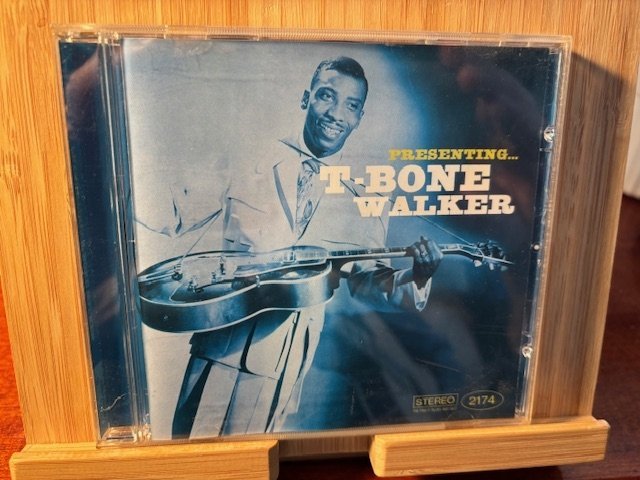 PRESENTING...
T-BONE
WALKER
STEREO
2174